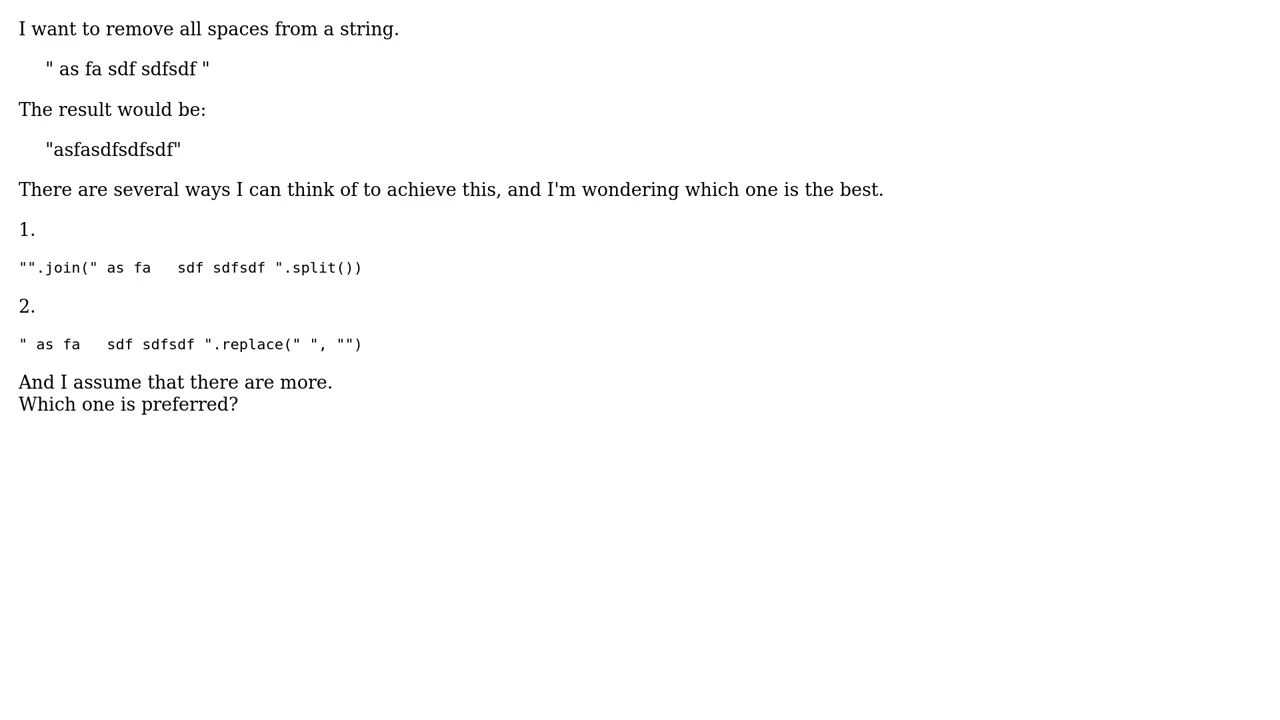 I want to remove all spaces from a string.
" as fa sdf sdfsdf "
The result would be:
"asfasdfsdfsdf"
There are several ways I can think of to achieve this, and I'm wondering which one is the best.
1.
"".join(" as fa   sdf sdfsdf ".split())
2.
" as fa   sdf sdfsdf ".replace(" ", "")
And I assume that there are more.
Which one is preferred?